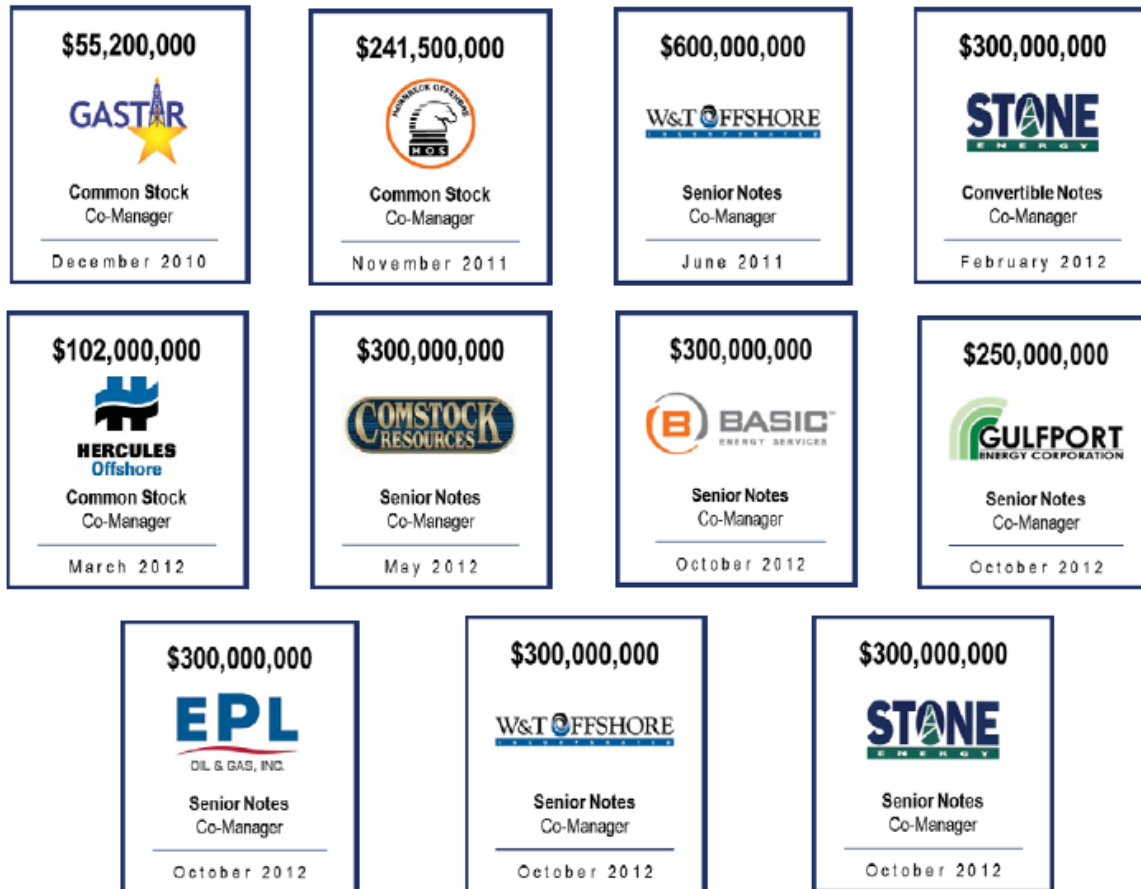 $55,200,000
GASTAR
Common Stock
Co-Manager
December 2010
$241,500,000
HORNBECK OFFSHORE
HOS
Common Stock
Co-Manager
November 2011
$600,000,000
W&T OFFSHORE
INCORPORATED
Senior Notes
Co-Manager
June 2011
$300,000,000
STONE
ENERGY
Convertible Notes
Co-Manager
February 2012
$102,000,000
HERCULES
Offshore
Common Stock
Co-Manager
March 2012
$300,000,000
COMSTOCK
RESOURCES
Senior Notes
Co-Manager
May 2012
$300,000,000
B BASIC™
ENERGY SERVICES
Senior Notes
Co-Manager
October 2012
$250,000,000
GULFPORT
ENERGY CORPORATION
Senior Notes
Co-Manager
October 2012
$300,000,000
EPL
OIL & GAS, INC.
Senior Notes
Co-Manager
October 2012
$300,000,000
W&T OFFSHORE
INCORPORATED
Senior Notes
Co-Manager
October 2012
$300,000,000
STONE
ENERGY
Senior Notes
Co-Manager
October 2012